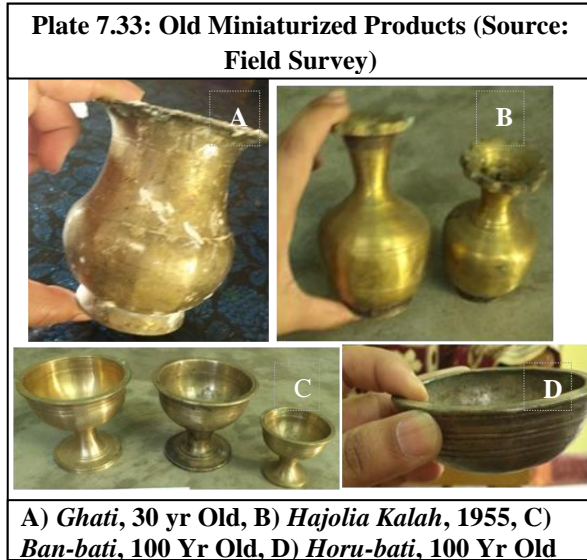 Plate 7.33: Old Miniaturized Products (Source:
Field Survey)
A
B
C
D
A) Ghati, 30 yr Old, B) Hajolia Kalah, 1955, C)
Ban-bati, 100 Yr Old, D) Horu-bati, 100 Yr Old